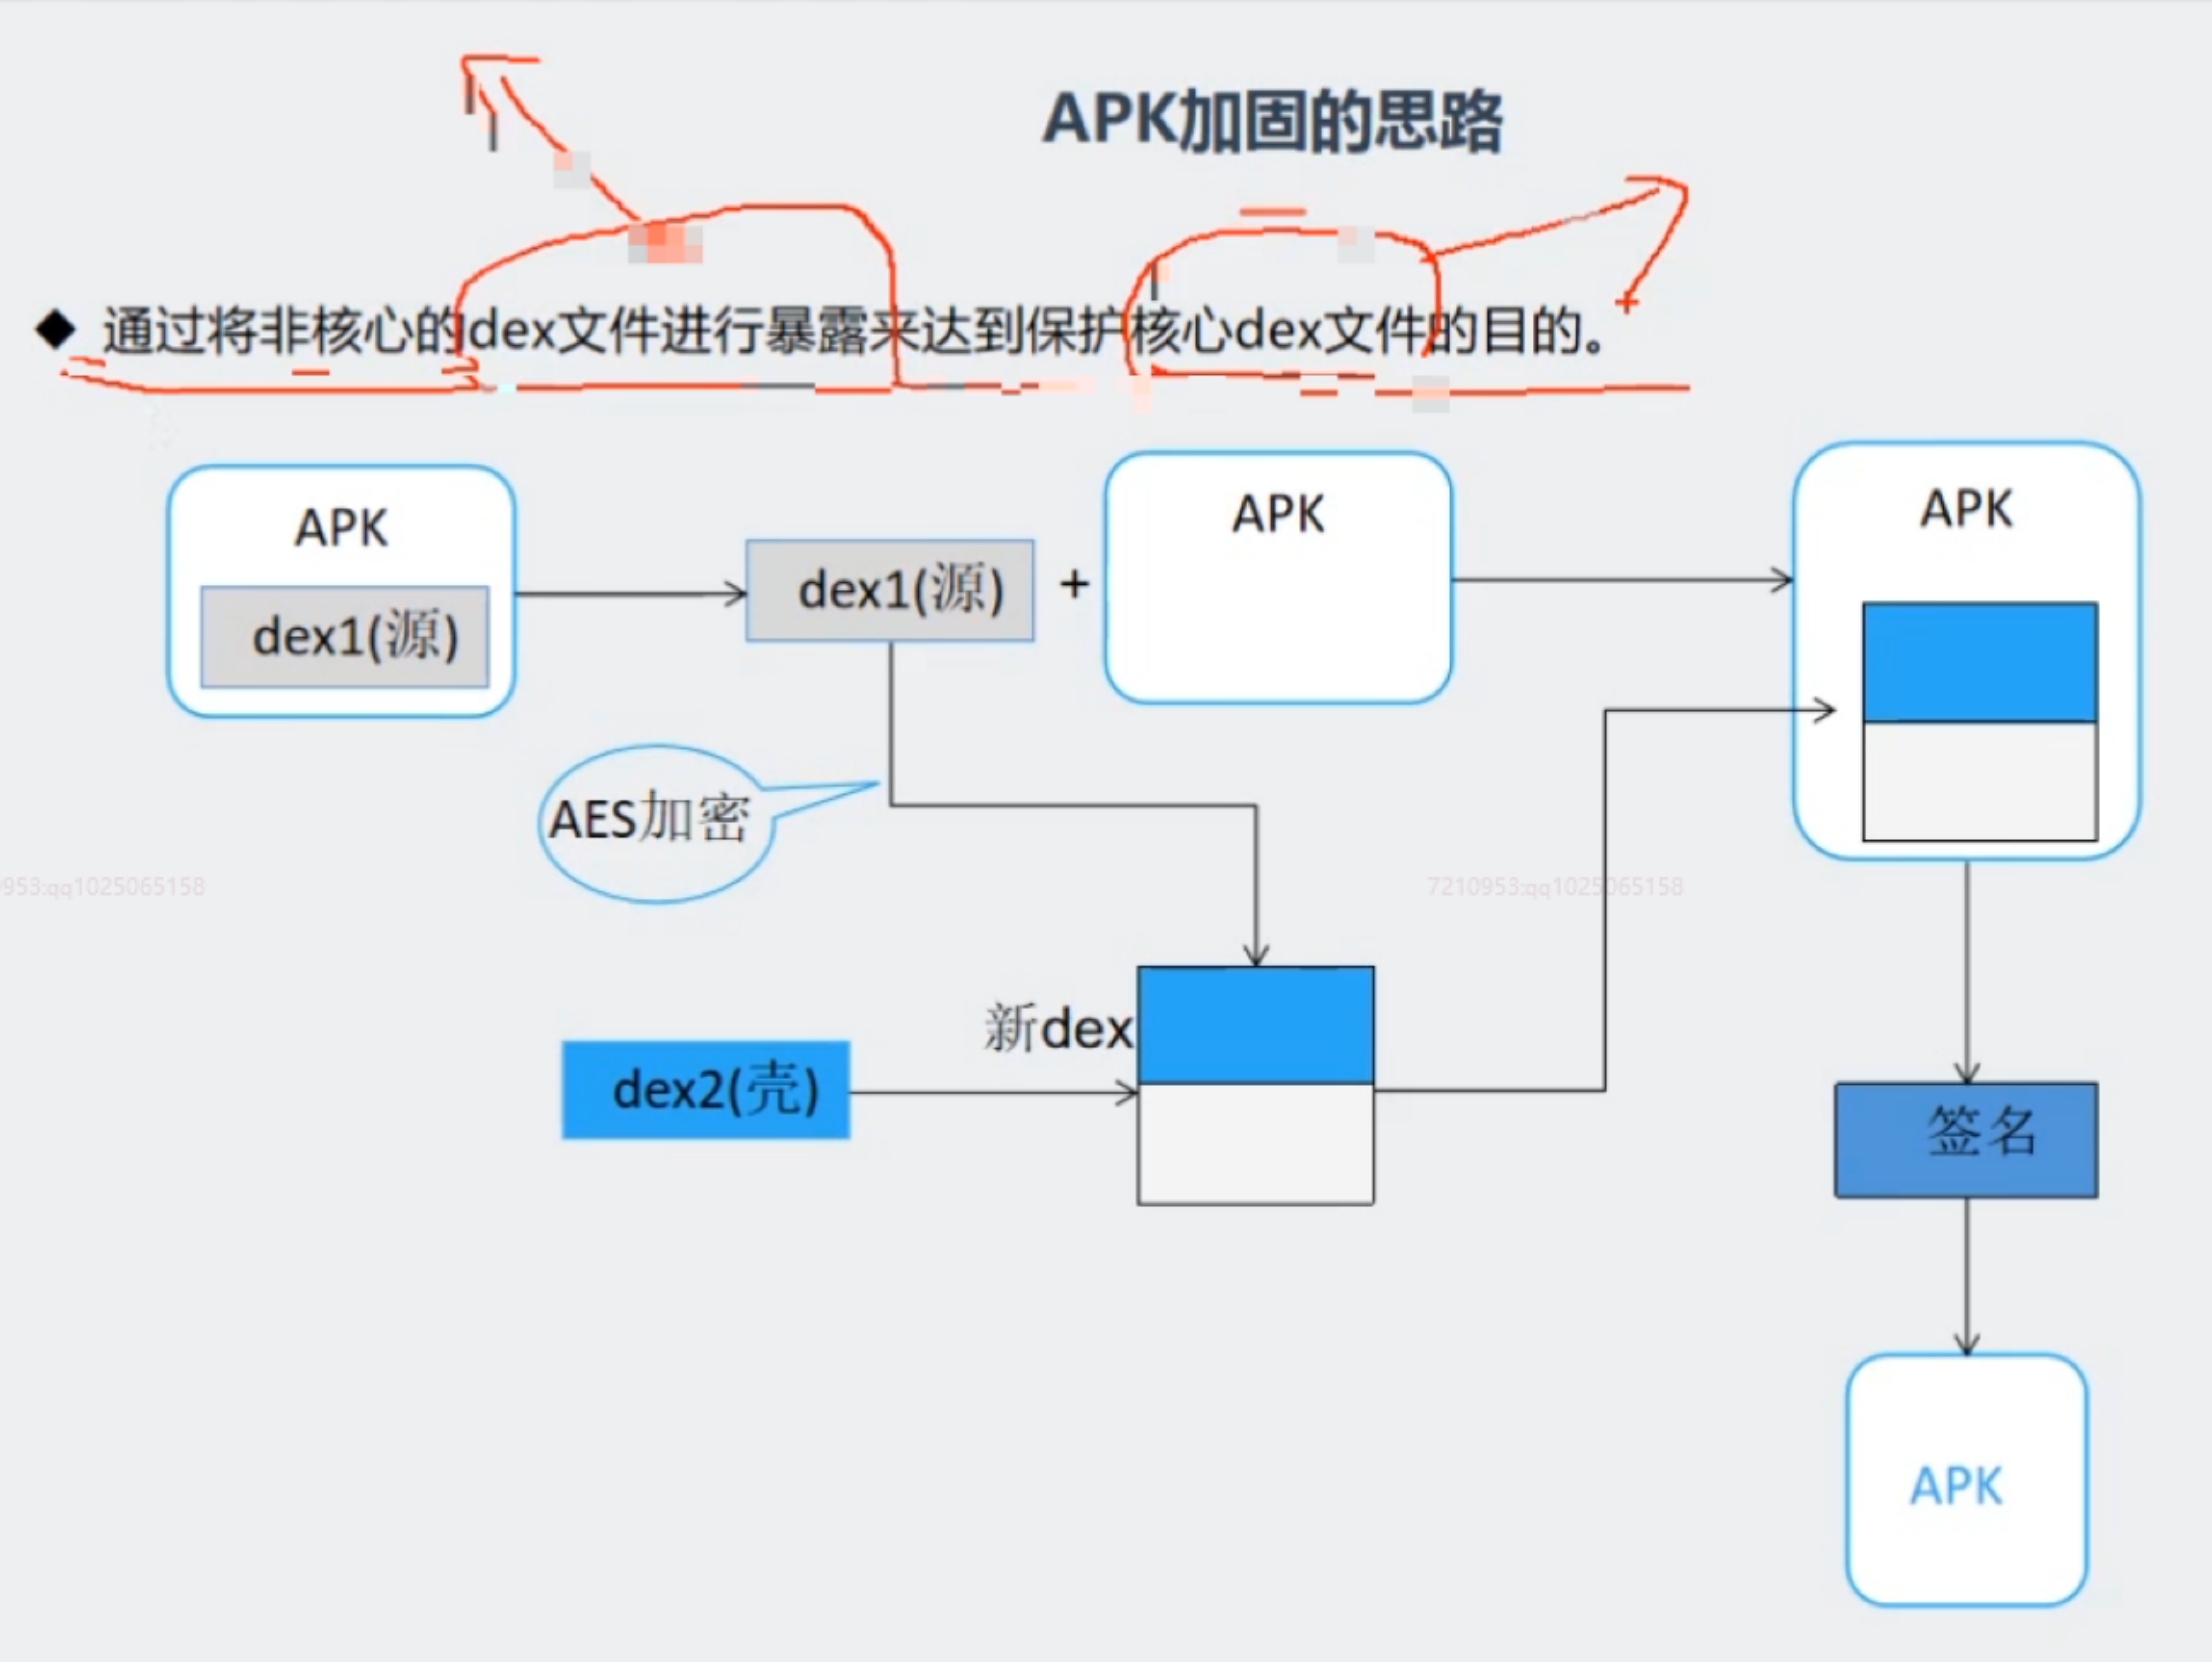 APK加固的思路
◆ 通过将非核心的dex文件进行暴露来达到保护核心dex文件的目的。
APK
dex1(源)
dex1(源)
+
APK
APK
AES加密
953:qq1025065158
7210953:qq1025065158
新dex
dex2(壳)
签名
APK